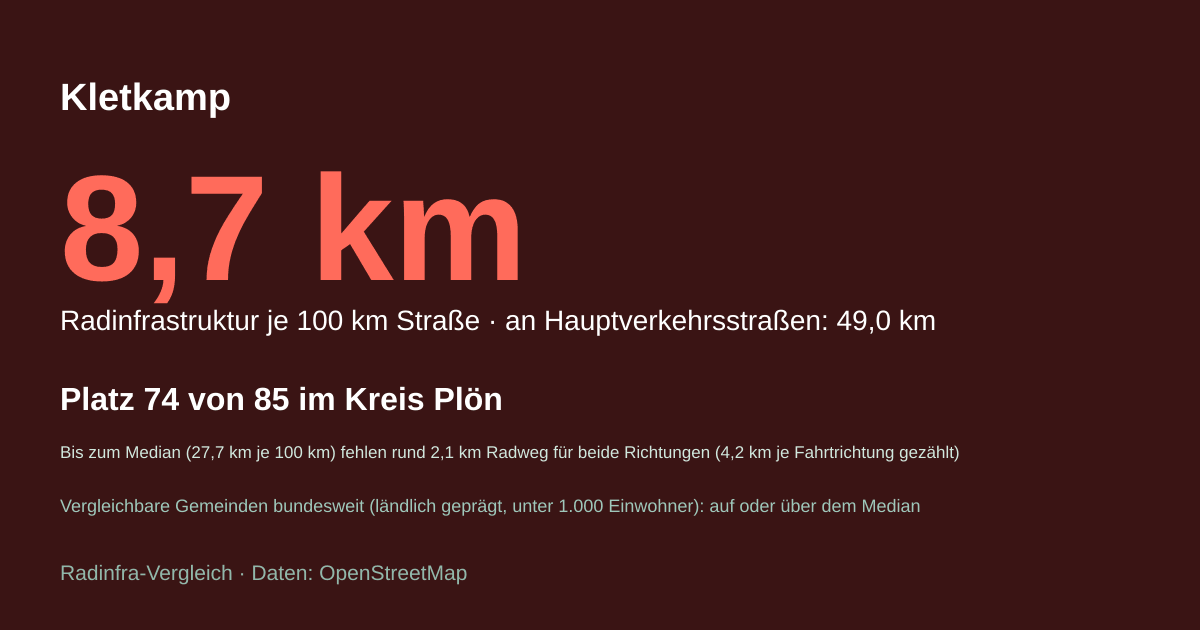 Kletkamp
8,7 km
Radinfrastruktur je 100 km Straße · an Hauptverkehrsstraßen: 49,0 km
Platz 74 von 85 im Kreis Plön
Bis zum Median (27,7 km je 100 km) fehlen rund 2,1 km Radweg für beide Richtungen (4,2 km je Fahrtrichtung gezählt)
Vergleichbare Gemeinden bundesweit (ländlich geprägt, unter 1.000 Einwohner): auf oder über dem Median
Radinfra-Vergleich · Daten: OpenStreetMap